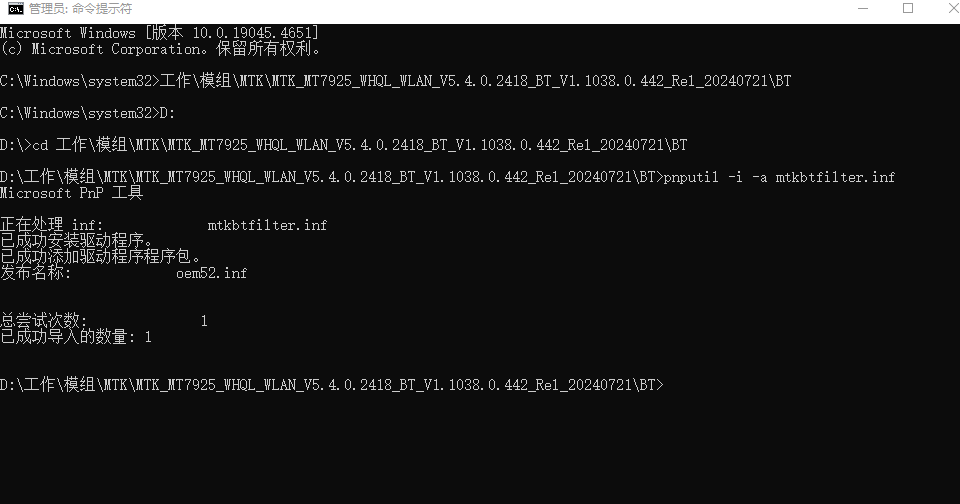 管理员: 命令提示符
Microsoft Windows [版本 10.0.19045.4651]
(c) Microsoft Corporation。保留所有权利。
C:\Windows\system32>工作\模组\MTK\MTK_MT7925_WHQL_WLAN_V5.4.0.2418_BT_V1.1038.0.442_Re1_20240721\BT
C:\Windows\system32>D:
D:\>cd 工作\模组\MTK\MTK_MT7925_WHQL_WLAN_V5.4.0.2418_BT_V1.1038.0.442_Re1_20240721\BT
D:\工作\模组\MTK\MTK_MT7925_WHQL_WLAN_V5.4.0.2418_BT_V1.1038.0.442_Re1_20240721\BT>pnputil -i -a mtkbtfilter.inf
Microsoft PnP 工具
正在处理 inf: mtkbtfilter.inf
已成功安装驱动程序。
已成功添加驱动程序程序包。
发布名称: oem52.inf
总尝试次数: 1
已成功导入的数量: 1
D:\工作\模组\MTK\MTK_MT7925_WHQL_WLAN_V5.4.0.2418_BT_V1.1038.0.442_Re1_20240721\BT>